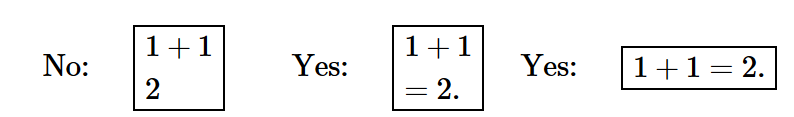 No:
1 + 1
2
Yes:
1 + 1
= 2.
Yes:
1 + 1 = 2.